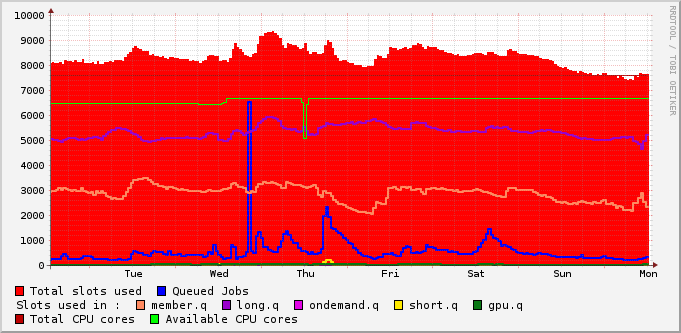 10000
9000
8000
7000
6000
5000
4000
3000
2000
1000
0
Tue Wed Thu Fri Sat Sun Mon
Total slots used Queued Jobs
Slots used in : member.q long.q ondemand.q short.q gpu.q
Total CPU cores Available CPU cores
RRDTOOL / TOBI OETIKER